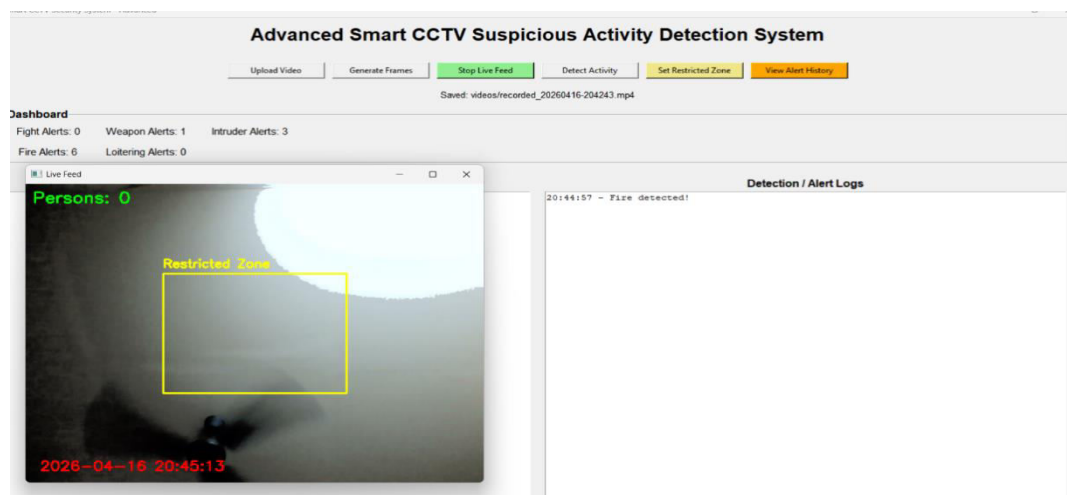 Advanced Smart CCTV Suspicious Activity Detection System
Upload Video Generate Frames Stop Live Feed Detect Activity Set Restricted Zone View Alert History
Saved: videos/recorded_20260416-204243.mp4
Dashboard
Fight Alerts: 0 Weapon Alerts: 1 Intruder Alerts: 3
Fire Alerts: 6 Loitering Alerts: 0
Live Feed
Persons: 0
Restricted Zone
2026-04-16 20:45:13
Detection / Alert Logs
20:44:57 - Fire detected!